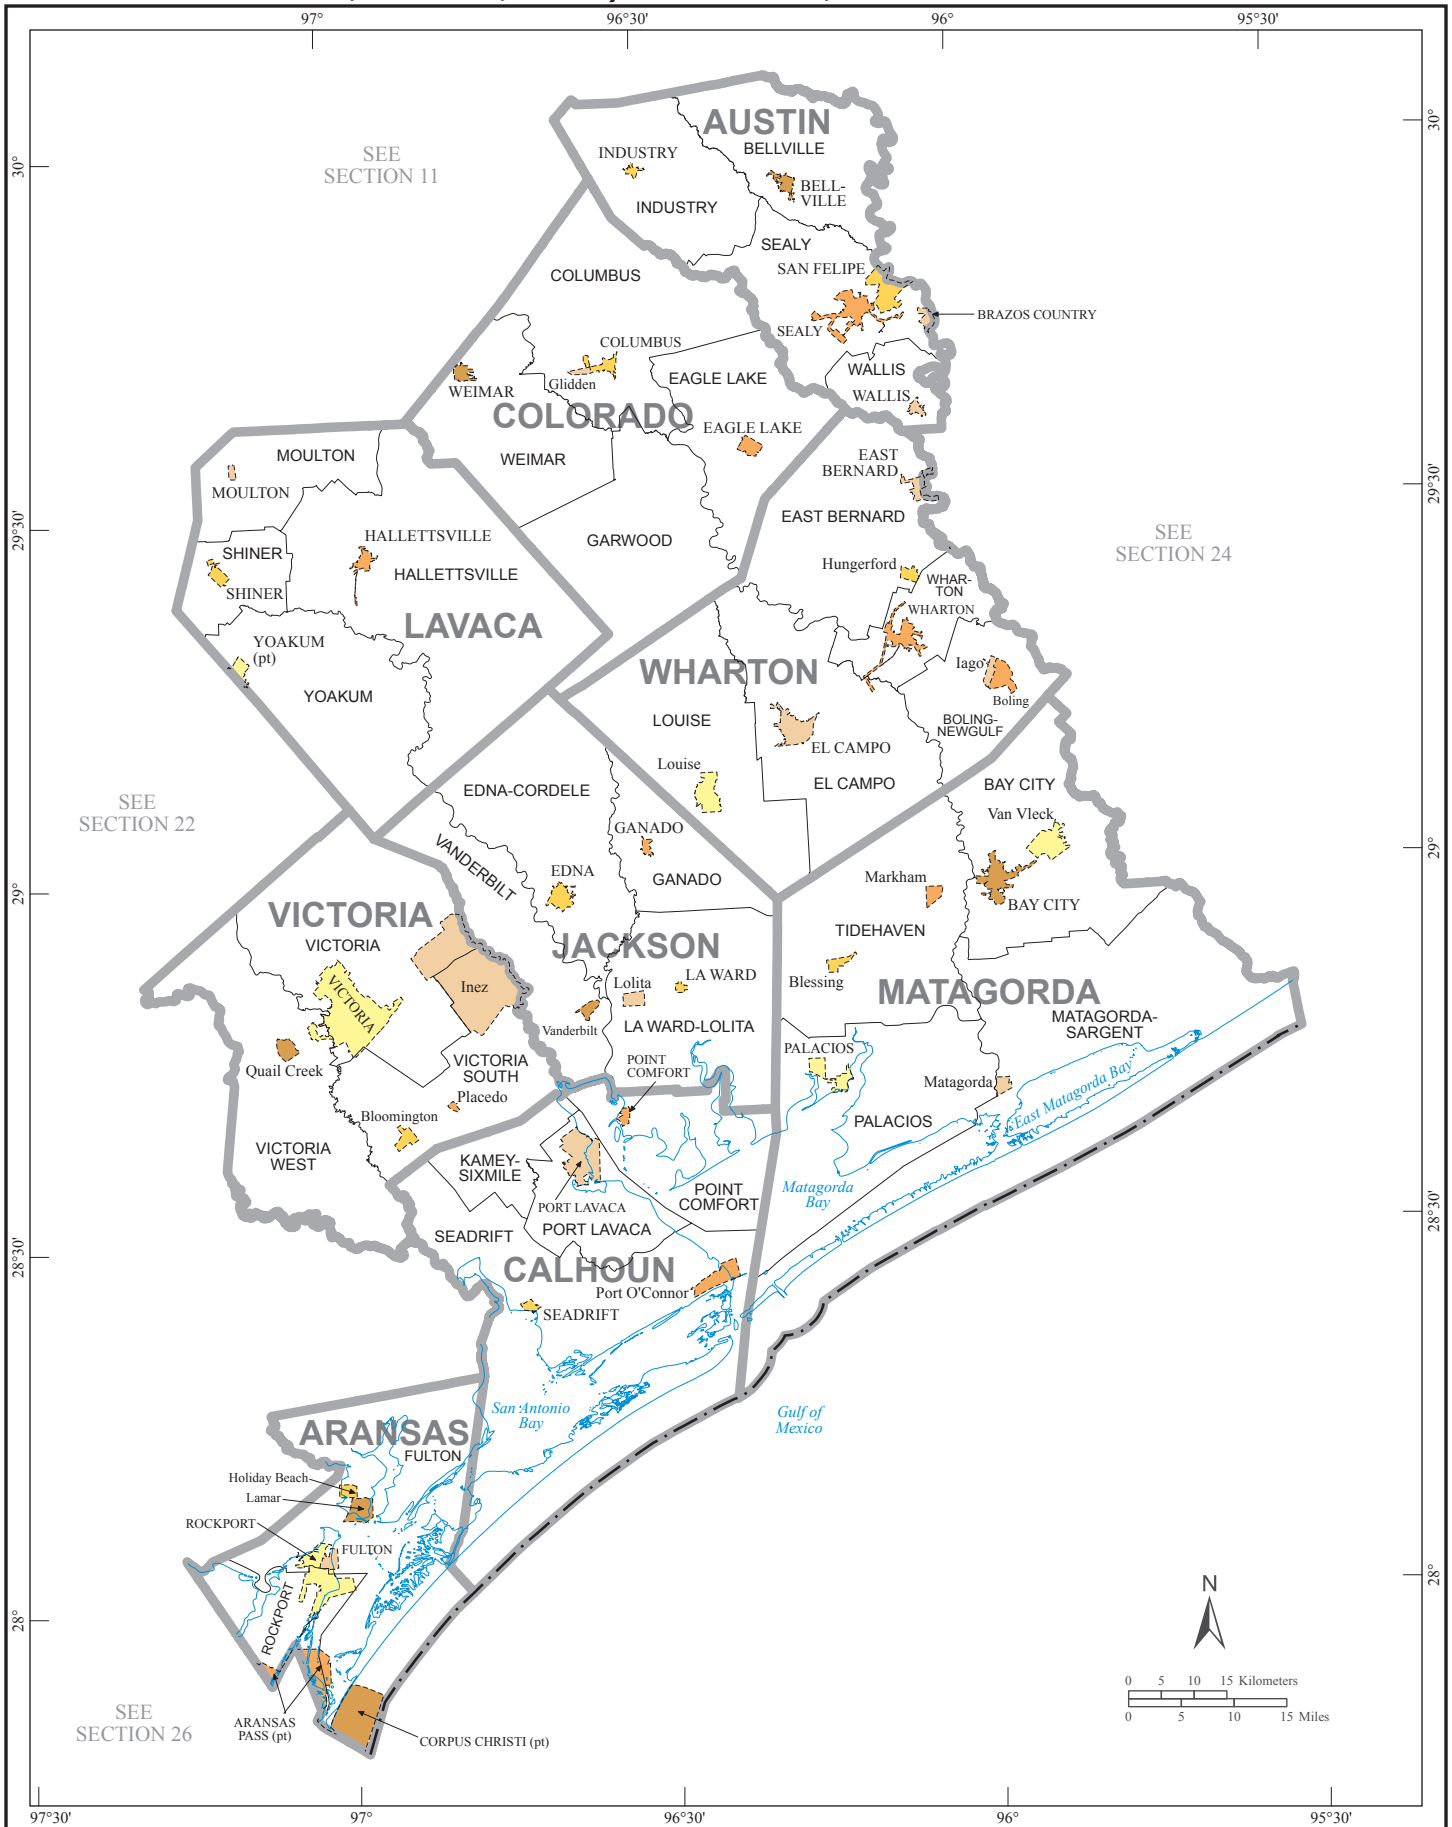 97°
96°30'
96°
95°30'
30°
29°30'
29°
28°30'
28°
30°
29°30'
29°
28°30'
28°
SEE
SECTION 11
AUSTIN
BELLVILLE
INDUSTRY
BELL-
VILLE
INDUSTRY
SEALY
COLUMBUS
SAN FELIPE
BRAZOS COUNTRY
SEALY
COLUMBUS
WALLIS
EAGLE LAKE
Glidden
WEIMAR
WALLIS
COLORADO
EAGLE LAKE
MOULTON
WEIMAR
EAST
BERNARD
MOULTON
EAST BERNARD
SEE
SECTION 24
HALLETTSVILLE
GARWOOD
SHINER
HALLETTSVILLE
Hungerford
WHAR-
TON
SHINER
WHARTON
LAVACA
YOAKUM
(pt)
WHARTON
Iago
YOAKUM
Boling
LOUISE
BOLING-
NEWGULF
EL CAMPO
Louise
EL CAMPO
BAY CITY
EDNA-CORDELE
SEE
SECTION 22
Van Vleck
GANADO
VANDERBILT
EDNA
GANADO
Markham
BAY CITY
VICTORIA
VICTORIA
JACKSON
TIDEHAVEN
Blessing
Inez
Lolita
LA WARD
MATAGORDA
VICTORIA
Vanderbilt
LA WARD-LOLITA
MATAGORDA-
SARGENT
Quail Creek
VICTORIA
SOUTH
POINT
COMFORT
PALACIOS
Placedo
Matagorda
East Matagorda Bay
Bloomington
PALACIOS
VICTORIA
WEST
KAMEY-
SIXMILE
POINT
COMFORT
Matagorda
Bay
PORT LAVACA
PORT LAVACA
SEADRIFT
CALHOUN
Port O'Connor
SEADRIFT
San Antonio
Bay
Gulf of
Mexico
ARANSAS
FULTON
Holiday Beach
Lamar
ROCKPORT
FULTON
ROCKPORT
N
0 5 10 15 Kilometers
0 5 10 15 Miles
SEE
SECTION 26
ARANSAS
PASS (pt)
CORPUS CHRISTI (pt)
97°30'
97°
96°30'
96°
95°30'